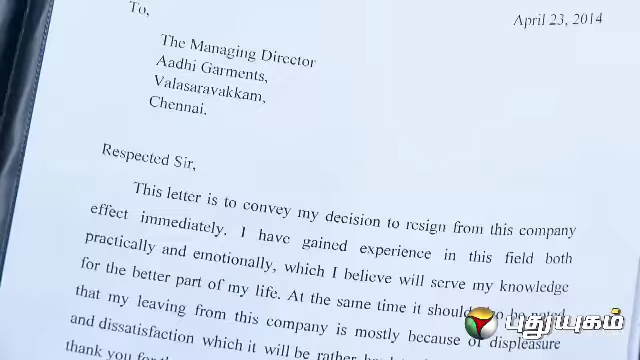 To,
April 23, 2014
The Managing Director
Aadhi Garments,
Valasaravakkam,
Chennai.
Respected Sir,
This letter is to convey my decision to resign from this company
effect immediately. I have gained experience in this field both
practically and emotionally, which I believe will serve my knowledge
for the better part of my life. At the same time it should
that my leaving from this company is mostly because of displeasure
and dissatisfaction which it will be rather
thank you for
புதுயுகம்